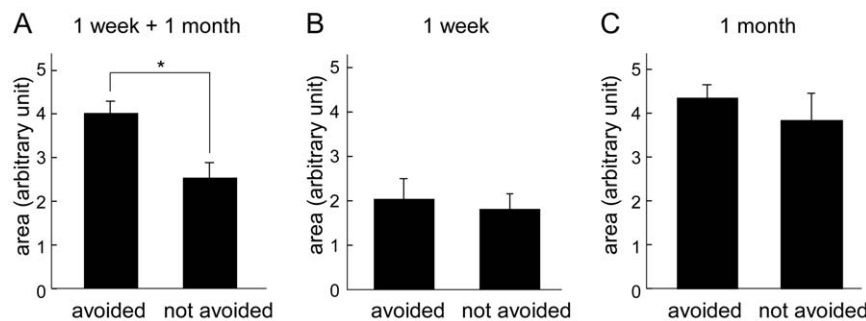 A 1 week + 1 month
area (arbitrary unit)
5
4
3
2
1
0
*
avoided not avoided
B 1 week
area (arbitrary unit)
5
4
3
2
1
0
avoided not avoided
C 1 month
area (arbitrary unit)
5
4
3
2
1
0
avoided not avoided